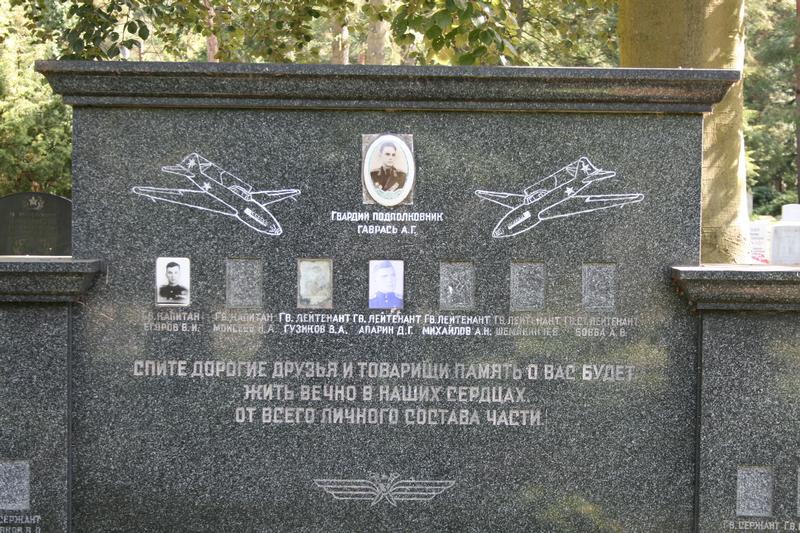 Гвардий подполковник
ГАВРАСЬ А.Г.
ГВ. КАПИТАН ГВ. КАПИТАН ГВ. ЛЕЙТЕНАНТ ГВ. ЛЕЙТЕНАНТ ГВ. ЛЕЙТЕНАНТ ГВ. ЛЕЙТЕНАНТ ГВ.СТ. ЛЕЙТЕНАНТ
ЕГОРОВ В.И. МОИСЕЕВ Н.А. ГУЗИКОВ В.А. АПАРИН Д.Г. МИХАЙЛОВ А.Н. БОВВА А.В.
СПИТЕ ДОРОГИЕ ДРУЗЬЯ И ТОВАРИЩИ ПАМЯТЬ О ВАС БУДЕТ
ЖИТЬ ВЕЧНО В НАШИХ СЕРДЦАХ.
ОТ ВСЕГО ЛИЧНОГО СОСТАВА ЧАСТИ.
СЕРЖАНТ
ГВ. СЕРЖАНТ ГВ.